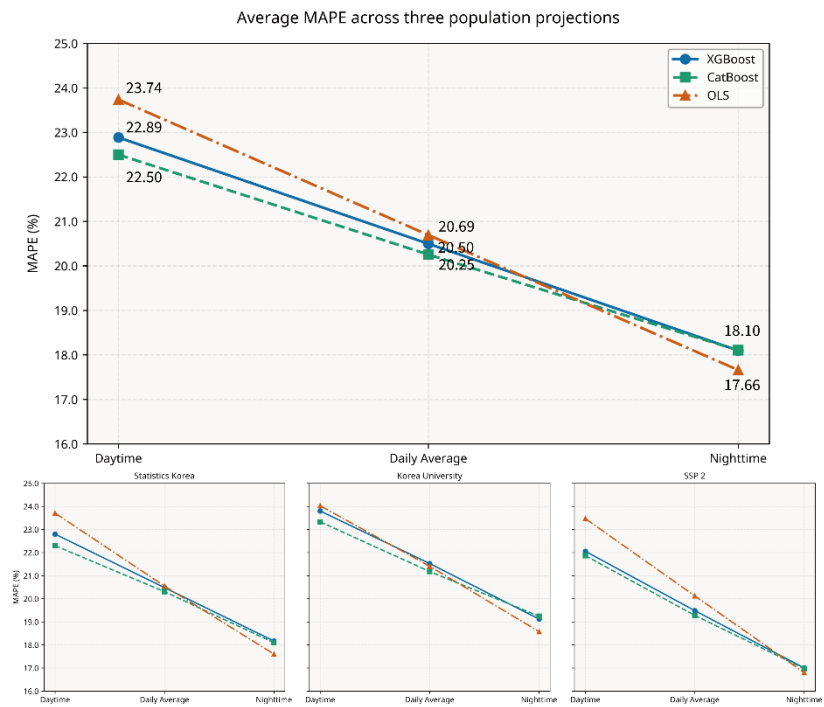 Average MAPE across three population projections
25.0
24.0
23.0
22.0
21.0
20.0
19.0
18.0
17.0
16.0
MAPE (%)
XGBoost
CatBoost
OLS
23.74
22.89
22.50
20.69
20.50
20.25
18.10
17.66
Daytime
Daily Average
Nighttime
Statistics Korea
25.0
24.0
23.0
22.0
21.0
20.0
19.0
18.0
17.0
16.0
MAPE (%)
Daytime
Daily Average
Nighttime
Korea University
Daytime
Daily Average
Nighttime
SSP 2
Daytime
Daily Average
Nighttime